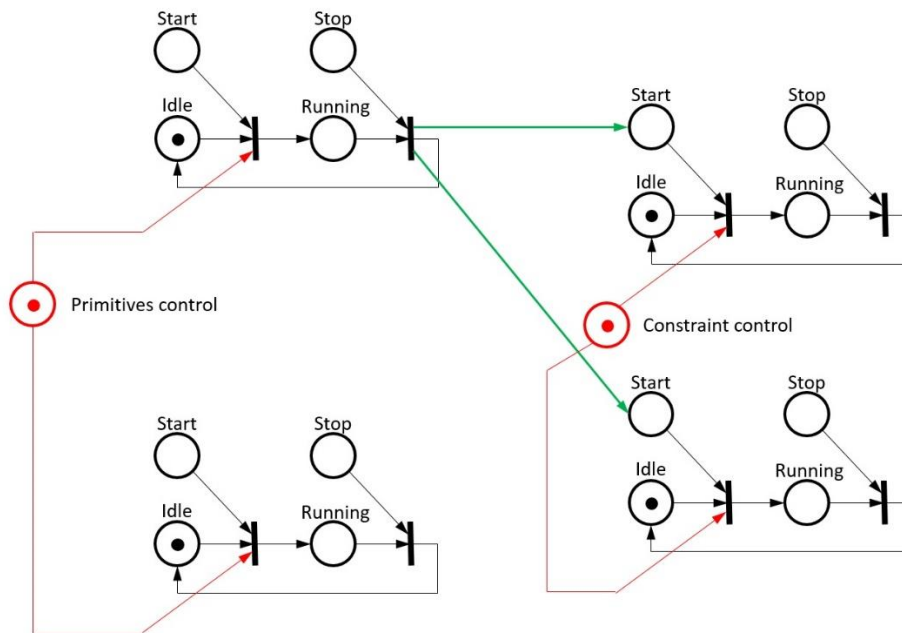 Start
Stop
Idle
Running
Start
Stop
Idle
Running
Primitives control
Constraint control
Start
Stop
Idle
Running
Start
Stop
Idle
Running